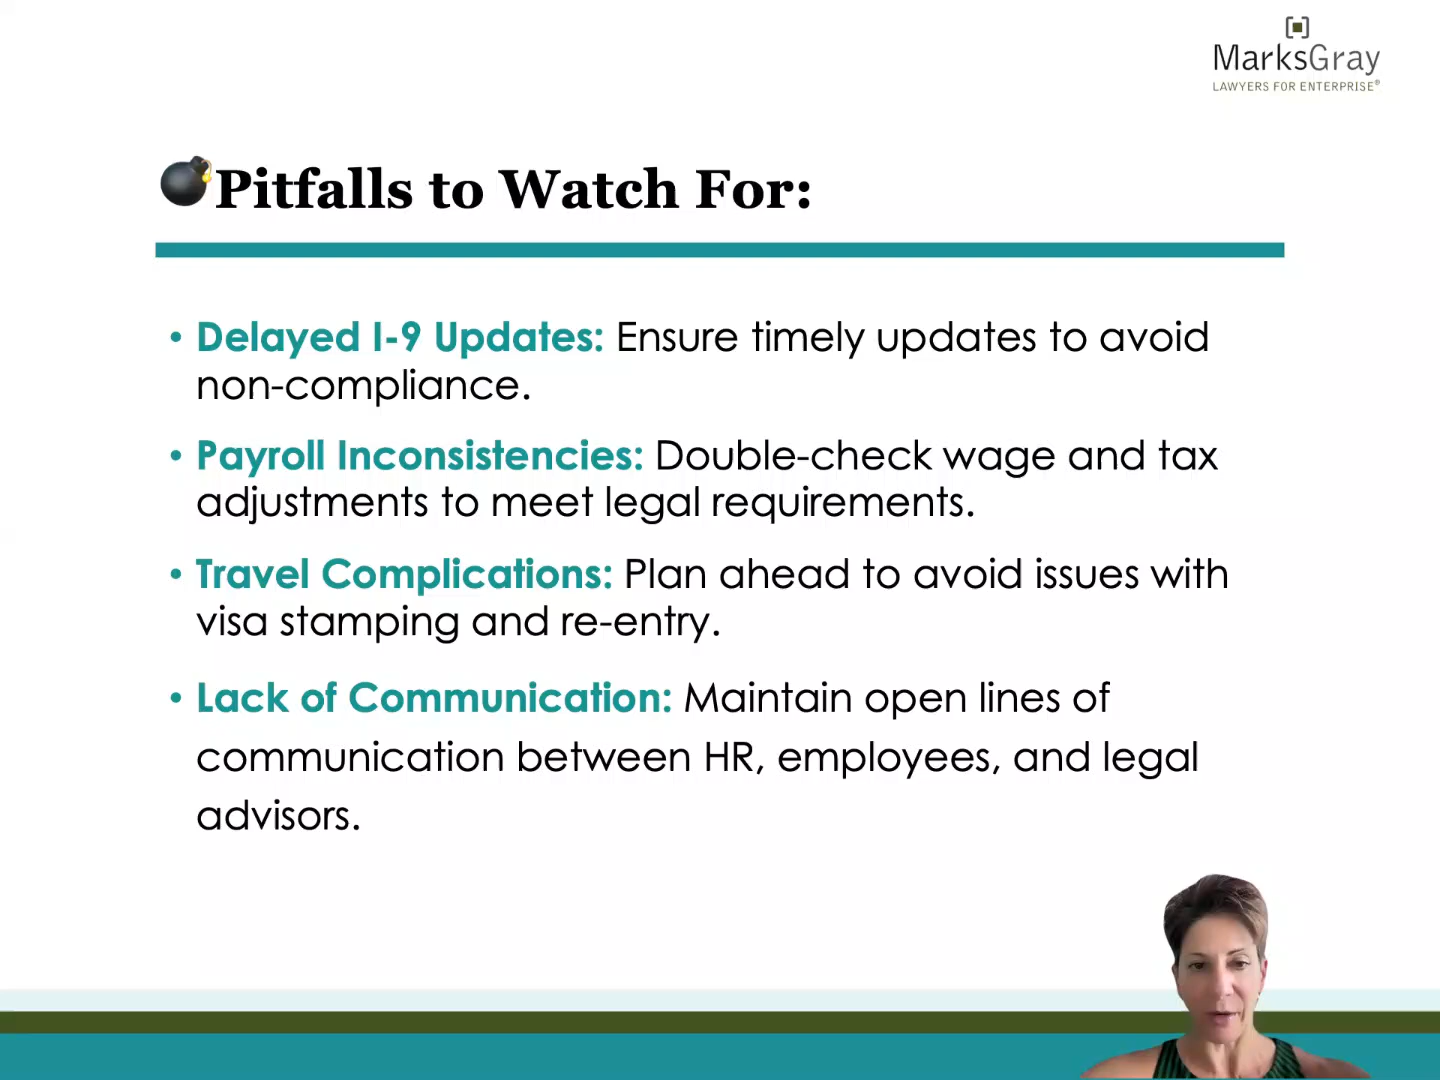 MarksGray
LAWYERS FOR ENTERPRISE®
Pitfalls to Watch For:
• Delayed I-9 Updates: Ensure timely updates to avoid
non-compliance.
• Payroll Inconsistencies: Double-check wage and tax
adjustments to meet legal requirements.
• Travel Complications: Plan ahead to avoid issues with
visa stamping and re-entry.
• Lack of Communication: Maintain open lines of
communication between HR, employees, and legal
advisors.